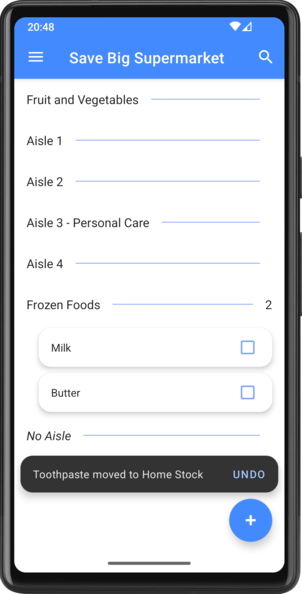 20:48
Save Big Supermarket
Fruit and Vegetables
Aisle 1
Aisle 2
Aisle 3 - Personal Care
Aisle 4
Frozen Foods 2
Milk
Butter
No Aisle
Toothpaste moved to Home Stock UNDO
+